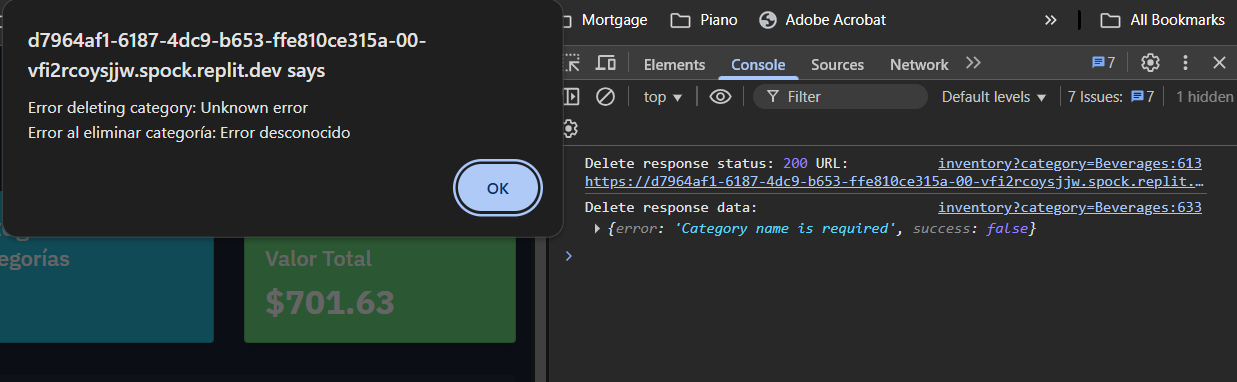 d7964af1-6187-4dc9-b653-ffe810ce315a-00-
vfi2rcoysjjw.spock.replit.dev says
Error deleting category: Unknown error
Error al eliminar categoría: Error desconocido
OK
egorías
Valor Total
$701.63
Mortgage Piano Adobe Acrobat » All Bookmarks
Elements Console Sources Network » 7
top Filter Default levels 7 Issues: 7 1 hidden
Delete response status: 200 URL: inventory?category=Beverages:613
https://d7964af1-6187-4dc9-b653-ffe810ce315a-00-vfi2rcoysjjw.spock.replit.…
Delete response data: inventory?category=Beverages:633
{error: 'Category name is required', success: false}